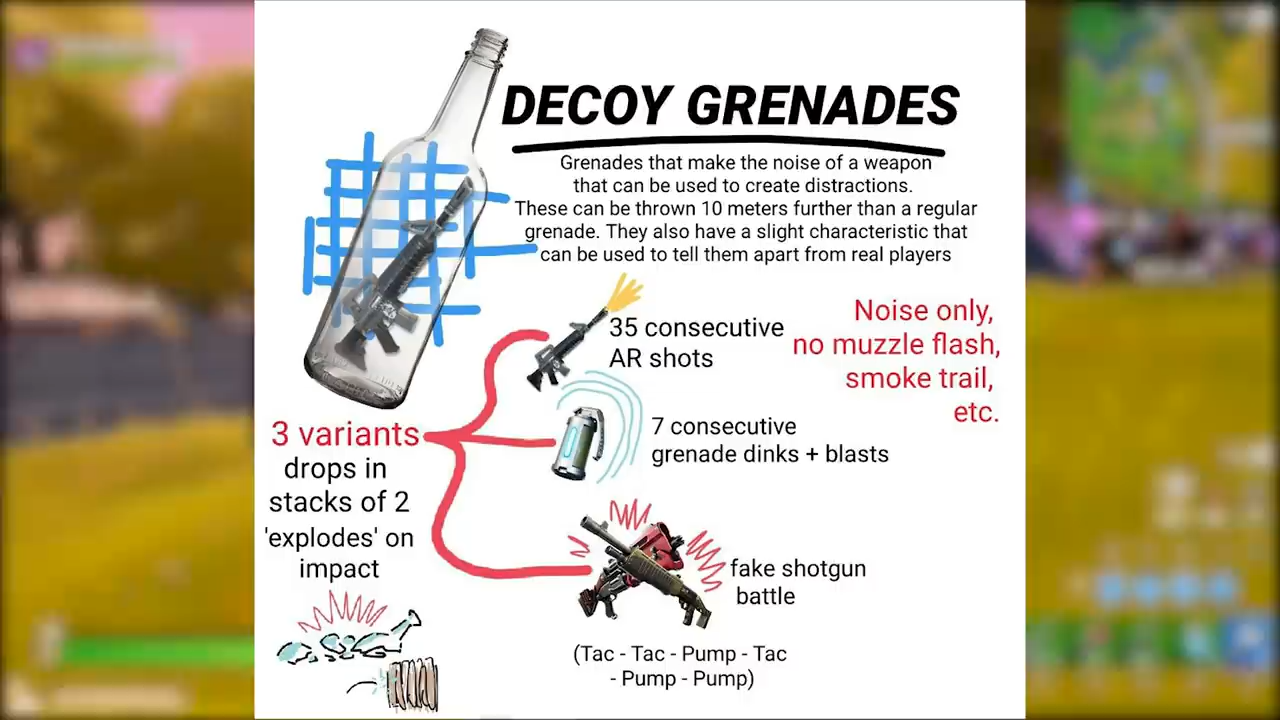 DECOY GRENADES
Grenades that make the noise of a weapon
that can be used to create distractions.
These can be thrown 10 meters further than a regular
grenade. They also have a slight characteristic that
can be used to tell them apart from real players
35 consecutive
AR shots
Noise only,
no muzzle flash,
smoke trail,
etc.
3 variants
drops in
stacks of 2
'explodes' on
impact
7 consecutive
grenade dinks + blasts
fake shotgun
battle
(Tac - Tac - Pump - Tac
- Pump - Pump)